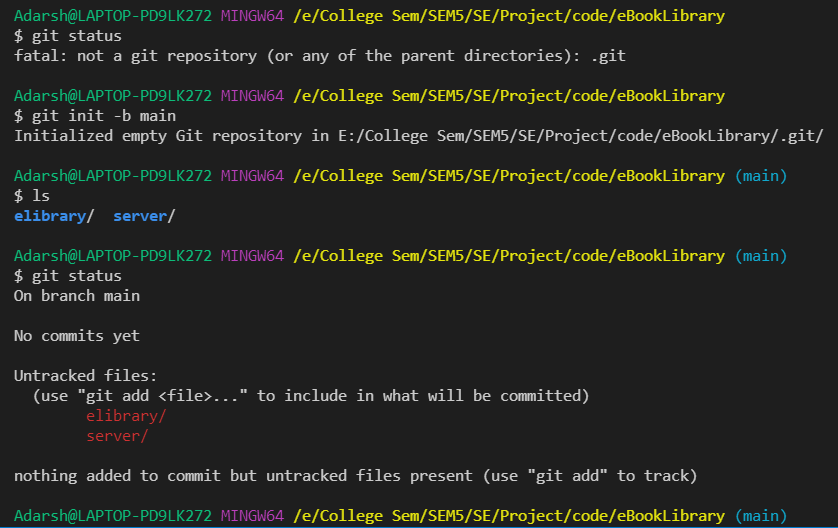 Adarsh@LAPTOP-PD9LK272 MINGW64 /e/College Sem/SEM5/SE/Project/code/eBookLibrary
$ git status
fatal: not a git repository (or any of the parent directories): .git
Adarsh@LAPTOP-PD9LK272 MINGW64 /e/College Sem/SEM5/SE/Project/code/eBookLibrary
$ git init -b main
Initialized empty Git repository in E:/College Sem/SEM5/SE/Project/code/eBookLibrary/.git/
Adarsh@LAPTOP-PD9LK272 MINGW64 /e/College Sem/SEM5/SE/Project/code/eBookLibrary (main)
$ ls
elibrary/  server/
Adarsh@LAPTOP-PD9LK272 MINGW64 /e/College Sem/SEM5/SE/Project/code/eBookLibrary (main)
$ git status
On branch main
No commits yet
Untracked files:
  (use "git add <file>..." to include in what will be committed)
        elibrary/
        server/
nothing added to commit but untracked files present (use "git add" to track)
Adarsh@LAPTOP-PD9LK272 MINGW64 /e/College Sem/SEM5/SE/Project/code/eBookLibrary (main)